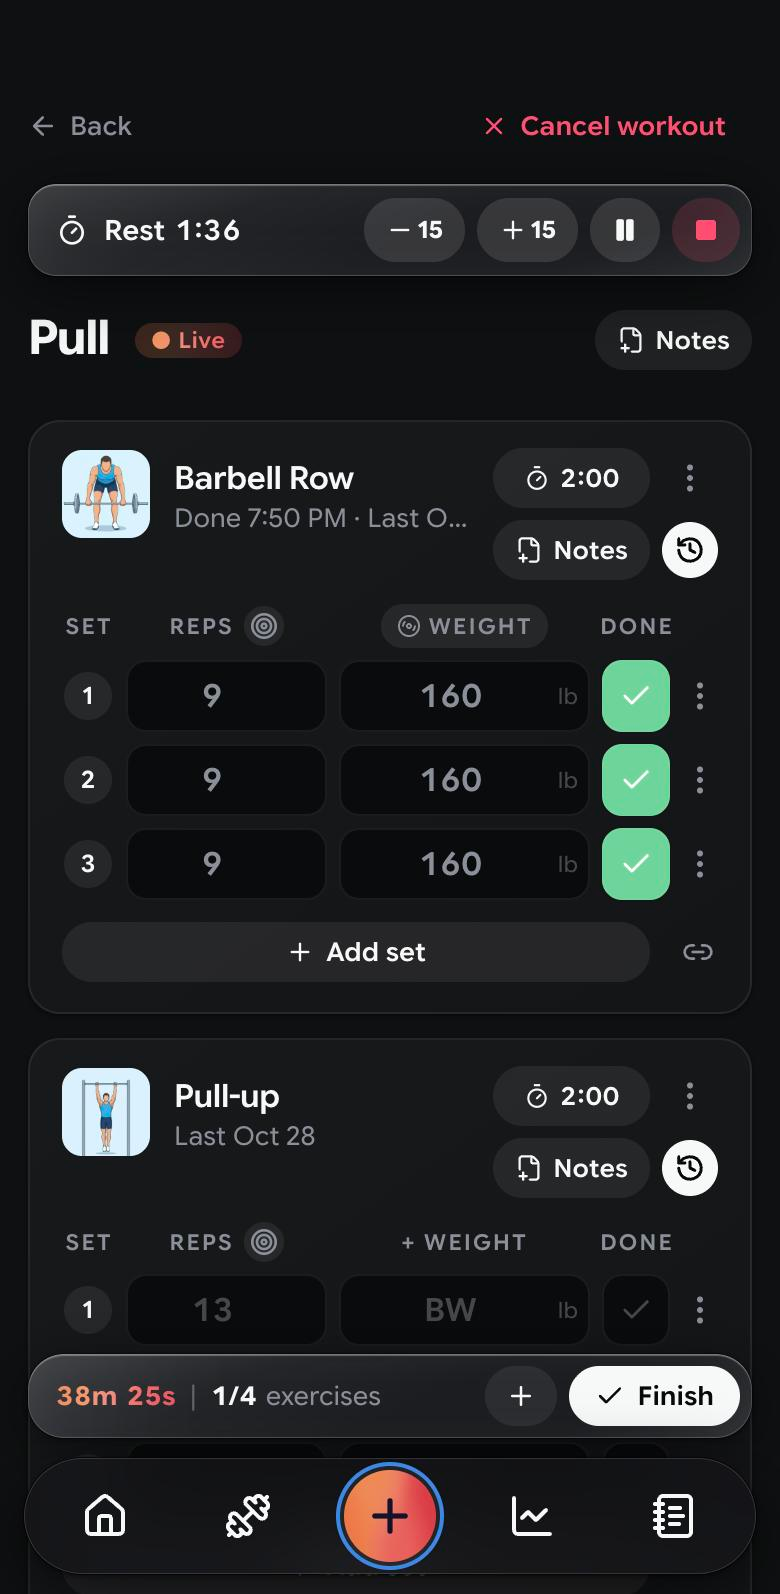 Back
Cancel workout
Rest 1:36
− 15
+ 15
Pull
Live
Notes
Barbell Row
2:00
Done 7:50 PM · Last O...
Notes
SET REPS WEIGHT DONE
1 9 160 lb
2 9 160 lb
3 9 160 lb
+ Add set
Pull-up
2:00
Last Oct 28
Notes
SET REPS + WEIGHT DONE
1 13 BW lb
38m 25s | 1/4 exercises
+
Finish